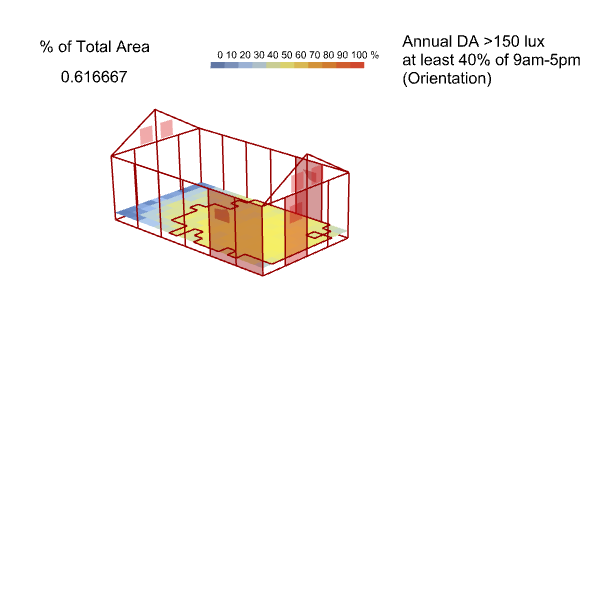 % of Total Area
0.616667
0 10 20 30 40 50 60 70 80 90 100 %
Annual DA >150 lux
at least 40% of 9am-5pm
(Orientation)